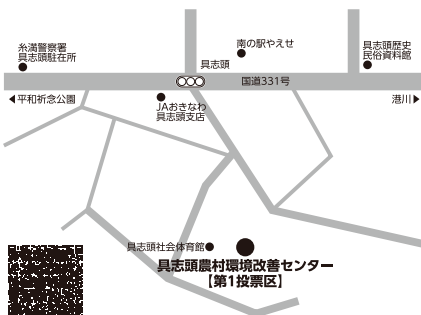 糸満警察署
具志頭駐在所
南の駅やえせ
具志頭歴史
民俗資料館
具志頭
国道331号
◀平和祈念公園
港川▶
JAおきなわ
具志頭支店
具志頭社会体育館
具志頭農村環境改善センター
【第1投票区】